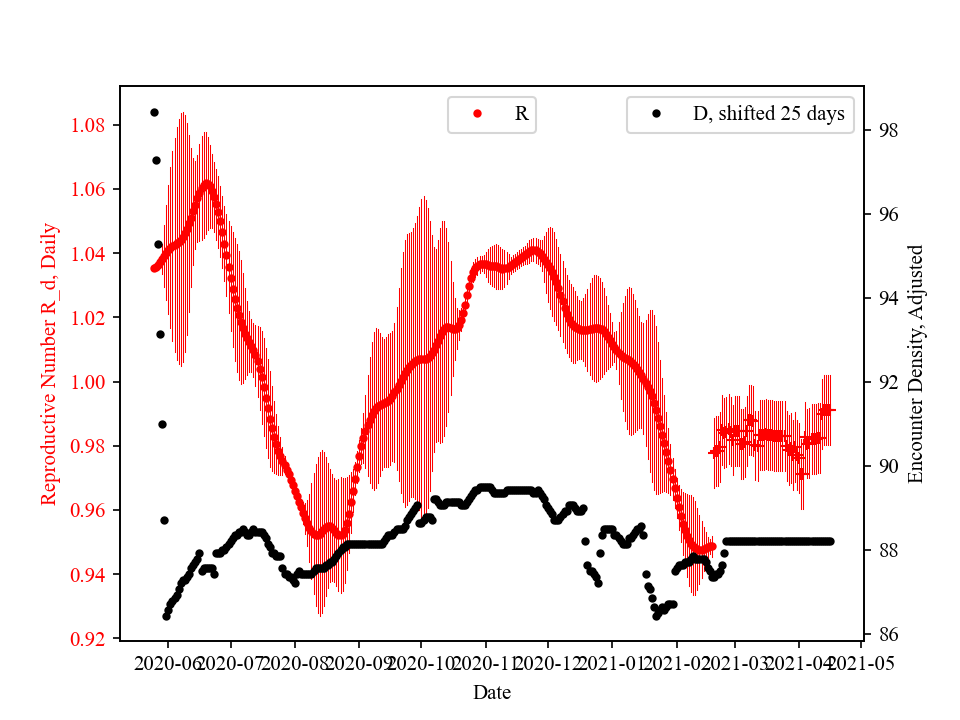 R
D, shifted 25 days
1.08
1.06
1.04
1.02
1.00
0.98
0.96
0.94
0.92
Reproductive Number R_d, Daily
98
96
94
92
90
88
86
Encounter Density, Adjusted
2020-06 2020-07 2020-08 2020-09 2020-10 2020-11 2020-12 2021-01 2021-02 2021-03 2021-04 2021-05
Date